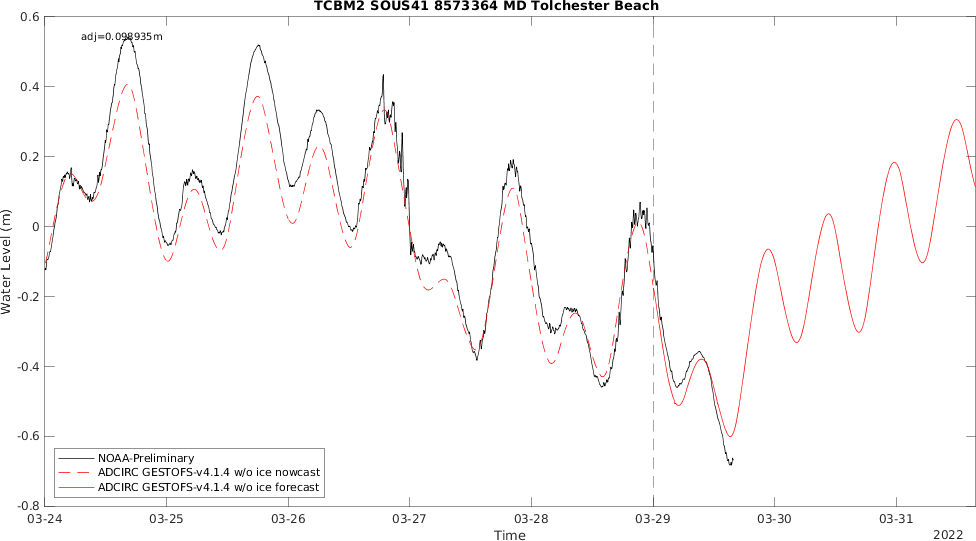 TCBM2 SOUS41 8573364 MD Tolchester Beach
adj=0.098935m
0.6
0.4
0.2
0
-0.2
-0.4
-0.6
-0.8
Water Level (m)
NOAA-Preliminary
ADCIRC GESTOFS-v4.1.4 w/o ice nowcast
ADCIRC GESTOFS-v4.1.4 w/o ice forecast
03-24 03-25 03-26 03-27 03-28 03-29 03-30 03-31
Time
2022